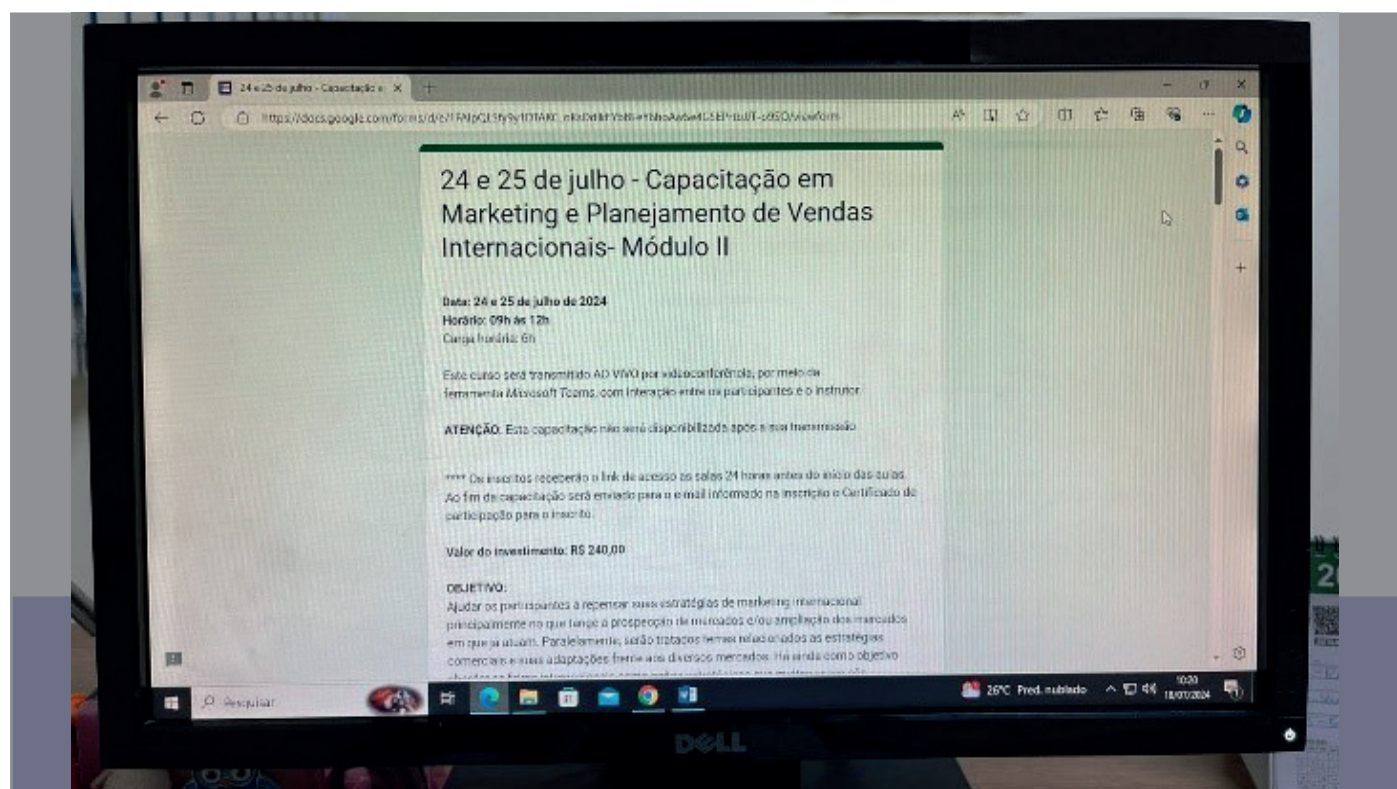 24 e 25 de julho - Capacitação e
https://docs.google.com/forms/d/e/
24 e 25 de julho - Capacitação em
Marketing e Planejamento de Vendas
Internacionais- Módulo II
Data: 24 e 25 de julho de 2024
Horário: 09h às 12h
Carga horária: 6h
Este curso será transmitido AO VIVO por videoconferência, por meio da
ferramenta Microsoft Teams, com interação entre os participantes e o instrutor.
ATENÇÃO: Esta capacitação não será disponibilizada após a sua transmissão.
**** Os inscritos receberão o link de acesso as salas 24 horas antes do início das aulas.
Ao fim da capacitação será enviado para o e-mail informado na inscrição o Certificado de
participação para o inscrito.
Valor do investimento: R$ 240,00
OBJETIVO:
Ajudar os participantes a repensar suas estratégias de marketing internacional
principalmente no que tange a prospecção de mercados e/ou ampliação dos mercados
em que já atuam. Paralelamente, serão tratados temas relacionados as estratégias
comerciais e suas adaptações frente aos diversos mercados. Há ainda como objetivo
Pesquisar
26°C Pred. nublado
10:20
18/07/2024
DELL
2